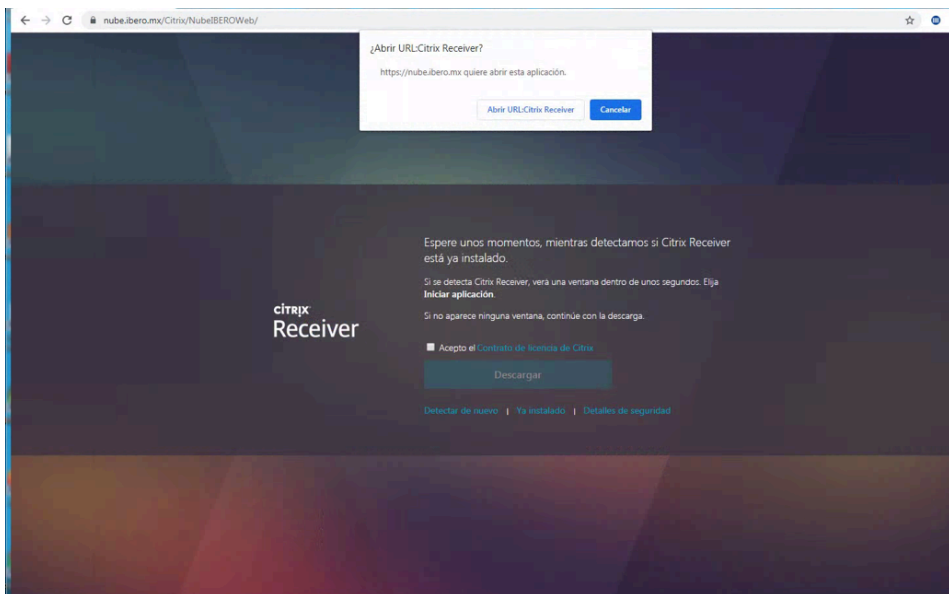 nube.ibero.mx/Citrix/NubeIBEROWeb/
¿Abrir URL:Citrix Receiver?
https://nube.ibero.mx quiere abrir esta aplicación.
Abrir URL:Citrix Receiver
Cancelar
Espere unos momentos, mientras detectamos si Citrix Receiver
está ya instalado.
Si se detecta Citrix Receiver, verá una ventana dentro de unos segundos. Elija
Iniciar aplicación.
Si no aparece ninguna ventana, continúe con la descarga.
CİTRIX
Receiver
Acepto el Contrato de licencia de Citrix
Descargar
Detectar de nuevo | Ya instalado | Detalles de seguridad